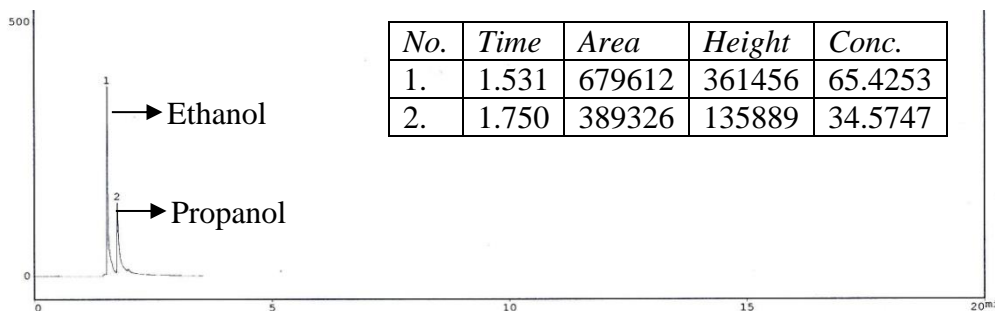 500
No. Time Area Height Conc.
1. 1.531 679612 361456 65.4253
2. 1.750 389326 135889 34.5747
1
Ethanol
2
Propanol
0
0 5 10 15 20m